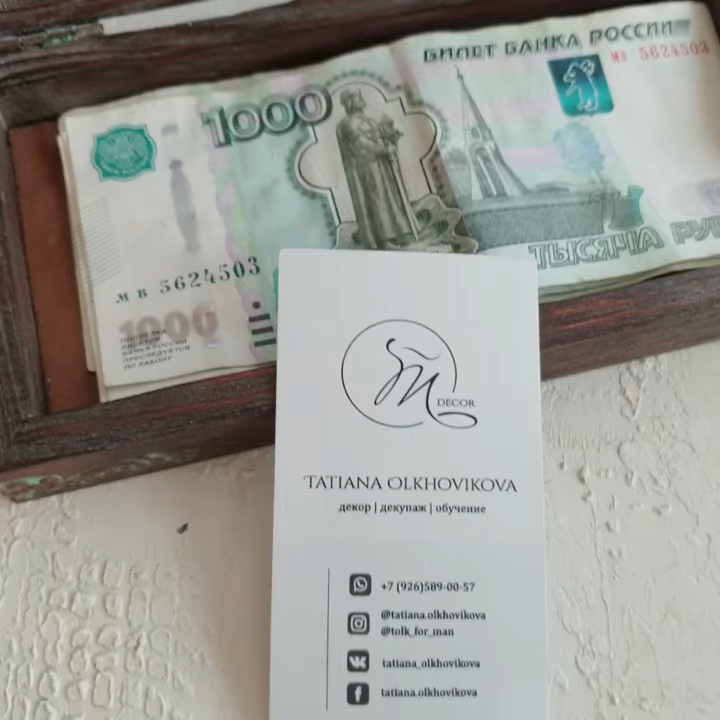 БИЛЕТ БАНКА РОССИИ
мв 5624503
1000
ТЫСЯЧА РУБ
мв 5624503
1000
ПОДДЕЛКА
БИЛЕТОВ
БАНКА РОССИИ
ПРЕСЛЕДУЕТСЯ
ПО ЗАКОНУ
DECOR
TATIANA OLKHOVIKOVA
декор | декупаж | обучение
+7 (926)589-00-57
@tatiana.olkhovikova
@tolk_for_man
tatiana_olkhovikova
tatiana.olkhovikova